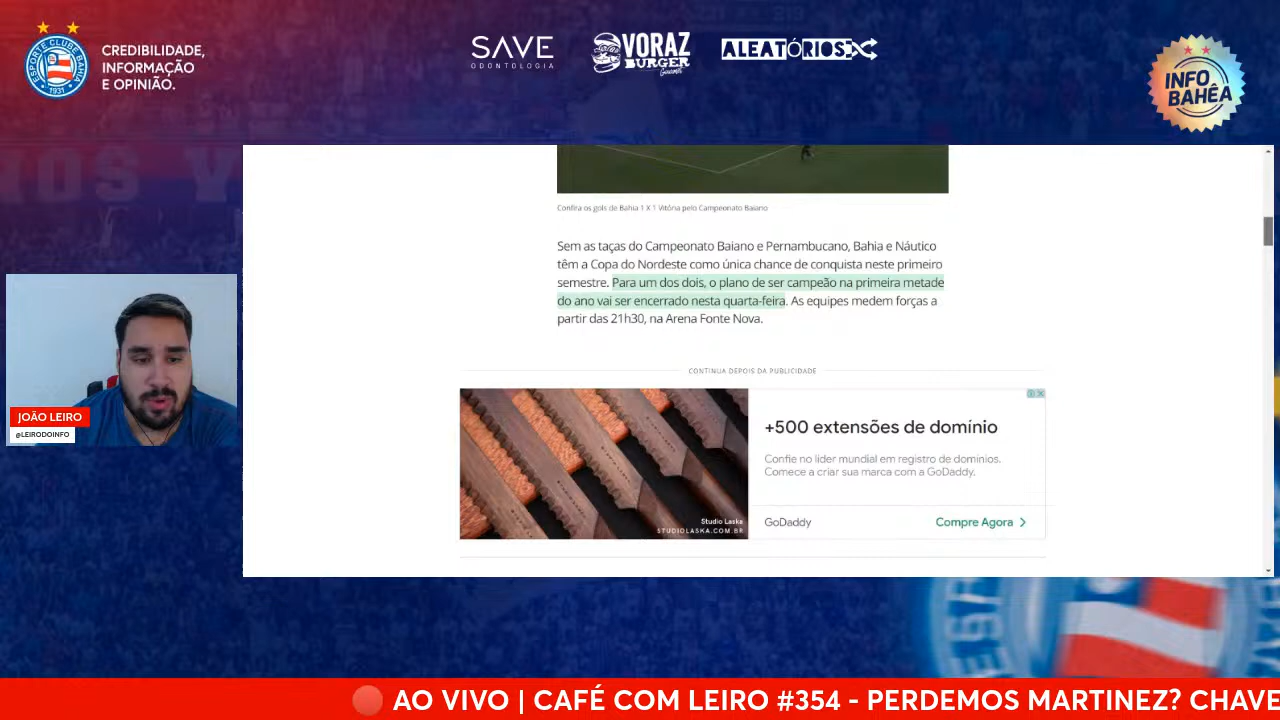 ESPORTE CLUBE BAHIA
1931
CREDIBILIDADE,
INFORMAÇÃO
E OPINIÃO.
SAVE
ODONTOLOGIA
VORAZ
BURGER
Gourmet
ALEATÓRIOS
INFO
BAHÊA
Confira os gols de Bahia 1 X 1 Vitória pelo Campeonato Baiano
Sem as taças do Campeonato Baiano e Pernambucano, Bahia e Náutico
têm a Copa do Nordeste como única chance de conquista neste primeiro
semestre. Para um dos dois, o plano de ser campeão na primeira metade
do ano vai ser encerrado nesta quarta-feira. As equipes medem forças a
partir das 21h30, na Arena Fonte Nova.
CONTINUA DEPOIS DA PUBLICIDADE
+500 extensões de domínio
Confie no líder mundial em registro de domínios.
Comece a criar sua marca com a GoDaddy.
Studio Laska
STUDIOLASKA.COM.BR
GoDaddy
Compre Agora
JOÃO LEIRO
@LEIRODOINFO
AO VIVO | CAFÉ COM LEIRO #354 - PERDEMOS MARTINEZ? CHAVE